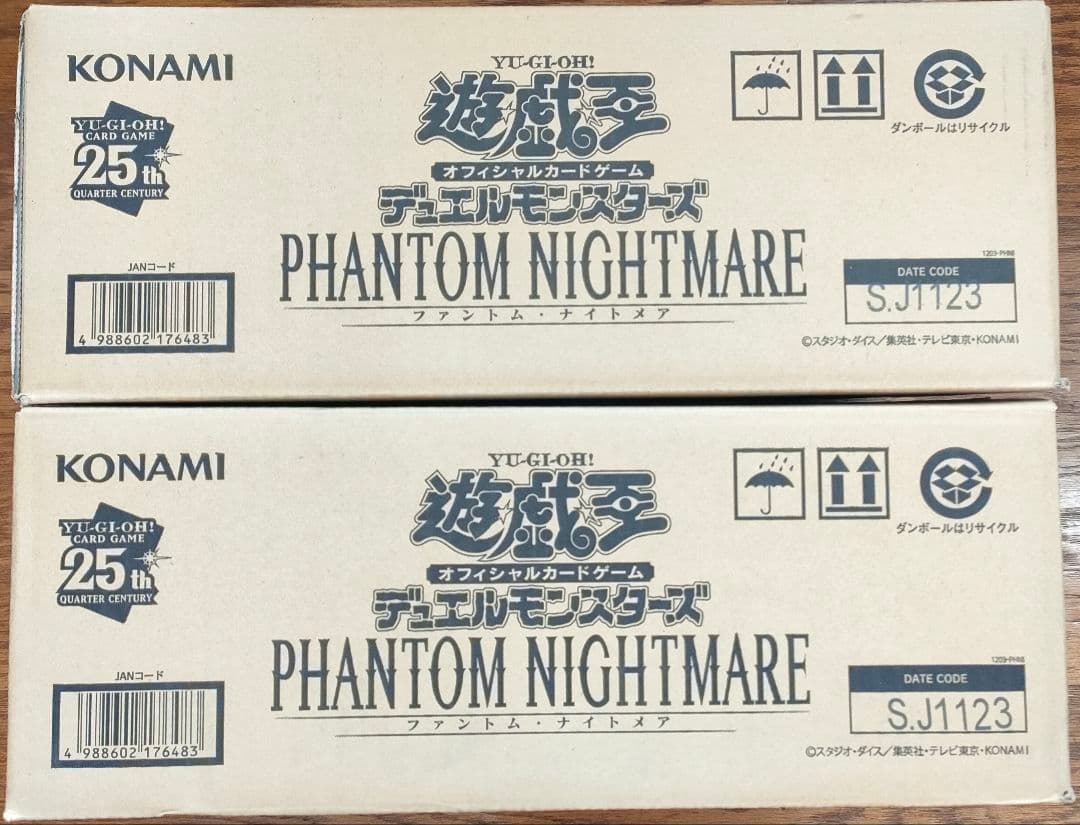 KONAMI
YU-GI-OH!
CARD GAME
25th
QUARTER CENTURY
YU-GI-OH!
遊戯王
オフィシャルカードゲーム
デュエルモンスターズ
PHANTOM NIGHTMARE
ファントム・ナイトメア
ダンボールはリサイクル
JANコード
4 988602 176483
1203-PHNI
DATE CODE
S.J1123
©スタジオ・ダイス/集英社・テレビ東京・KONAMI
KONAMI
YU-GI-OH!
CARD GAME
25th
QUARTER CENTURY
YU-GI-OH!
遊戯王
オフィシャルカードゲーム
デュエルモンスターズ
PHANTOM NIGHTMARE
ファントム・ナイトメア
ダンボールはリサイクル
JANコード
4 988602 176483
1203-PHNI
DATE CODE
S.J1123
©スタジオ・ダイス/集英社・テレビ東京・KONAMI